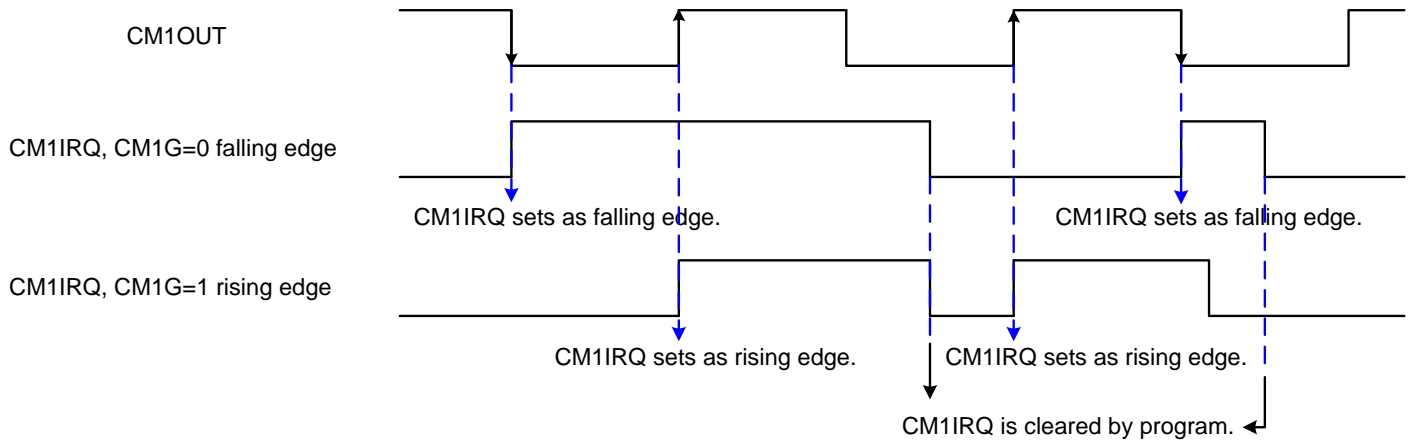 CM1OUT
CM1IRQ, CM1G=0 falling edge
CM1IRQ sets as falling edge.
CM1IRQ sets as falling edge.
CM1IRQ, CM1G=1 rising edge
CM1IRQ sets as rising edge.
CM1IRQ sets as rising edge.
CM1IRQ is cleared by program.